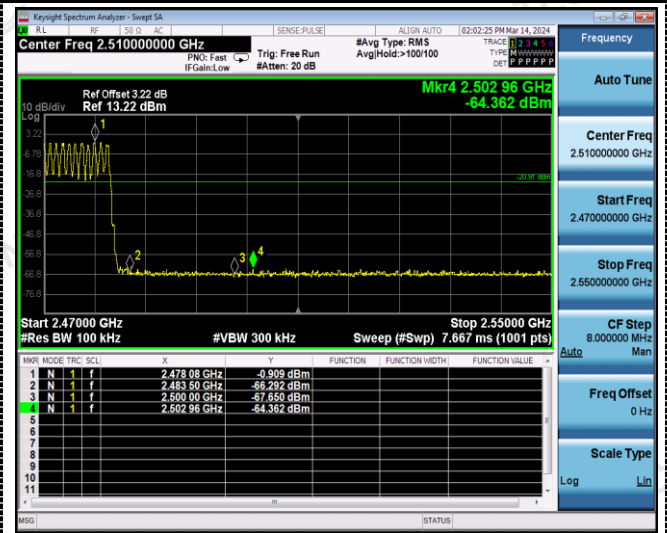 Keysight Spectrum Analyzer - Swept SA
RL RF 50 Ω AC SENSE:PULSE ALIGN AUTO 02:02:25 PM Mar 14, 2024
Center Freq 2.510000000 GHz
PNO: Fast
IFGain:Low
Trig: Free Run
#Atten: 20 dB
#Avg Type: RMS
Avg|Hold:>100/100
TRACE 1 2 3 4 5 6
TYPE M WWWWW
DET P P P P P P
Ref Offset 3.22 dB
10 dB/div Ref 13.22 dBm
Log
Mkr4 2.502 96 GHz
-64.362 dBm
3.22
-6.78
-16.8
-26.8
-36.8
-46.8
-56.8
-66.8
-76.8
1
2
3
4
-20.91 dBm
Start 2.47000 GHz Stop 2.55000 GHz
#Res BW 100 kHz #VBW 300 kHz Sweep (#Swp) 7.667 ms (1001 pts)
MKR MODE TRC SCL X Y FUNCTION FUNCTION WIDTH FUNCTION VALUE
1 N 1 f 2.478 08 GHz -0.909 dBm
2 N 1 f 2.483 50 GHz -66.292 dBm
3 N 1 f 2.500 00 GHz -67.650 dBm
4 N 1 f 2.502 96 GHz -64.362 dBm
5
6
7
8
9
10
11
MSG STATUS
Frequency
Auto Tune
Center Freq
2.510000000 GHz
Start Freq
2.470000000 GHz
Stop Freq
2.550000000 GHz
CF Step
8.000000 MHz
Auto Man
Freq Offset
0 Hz
Scale Type
Log Lin